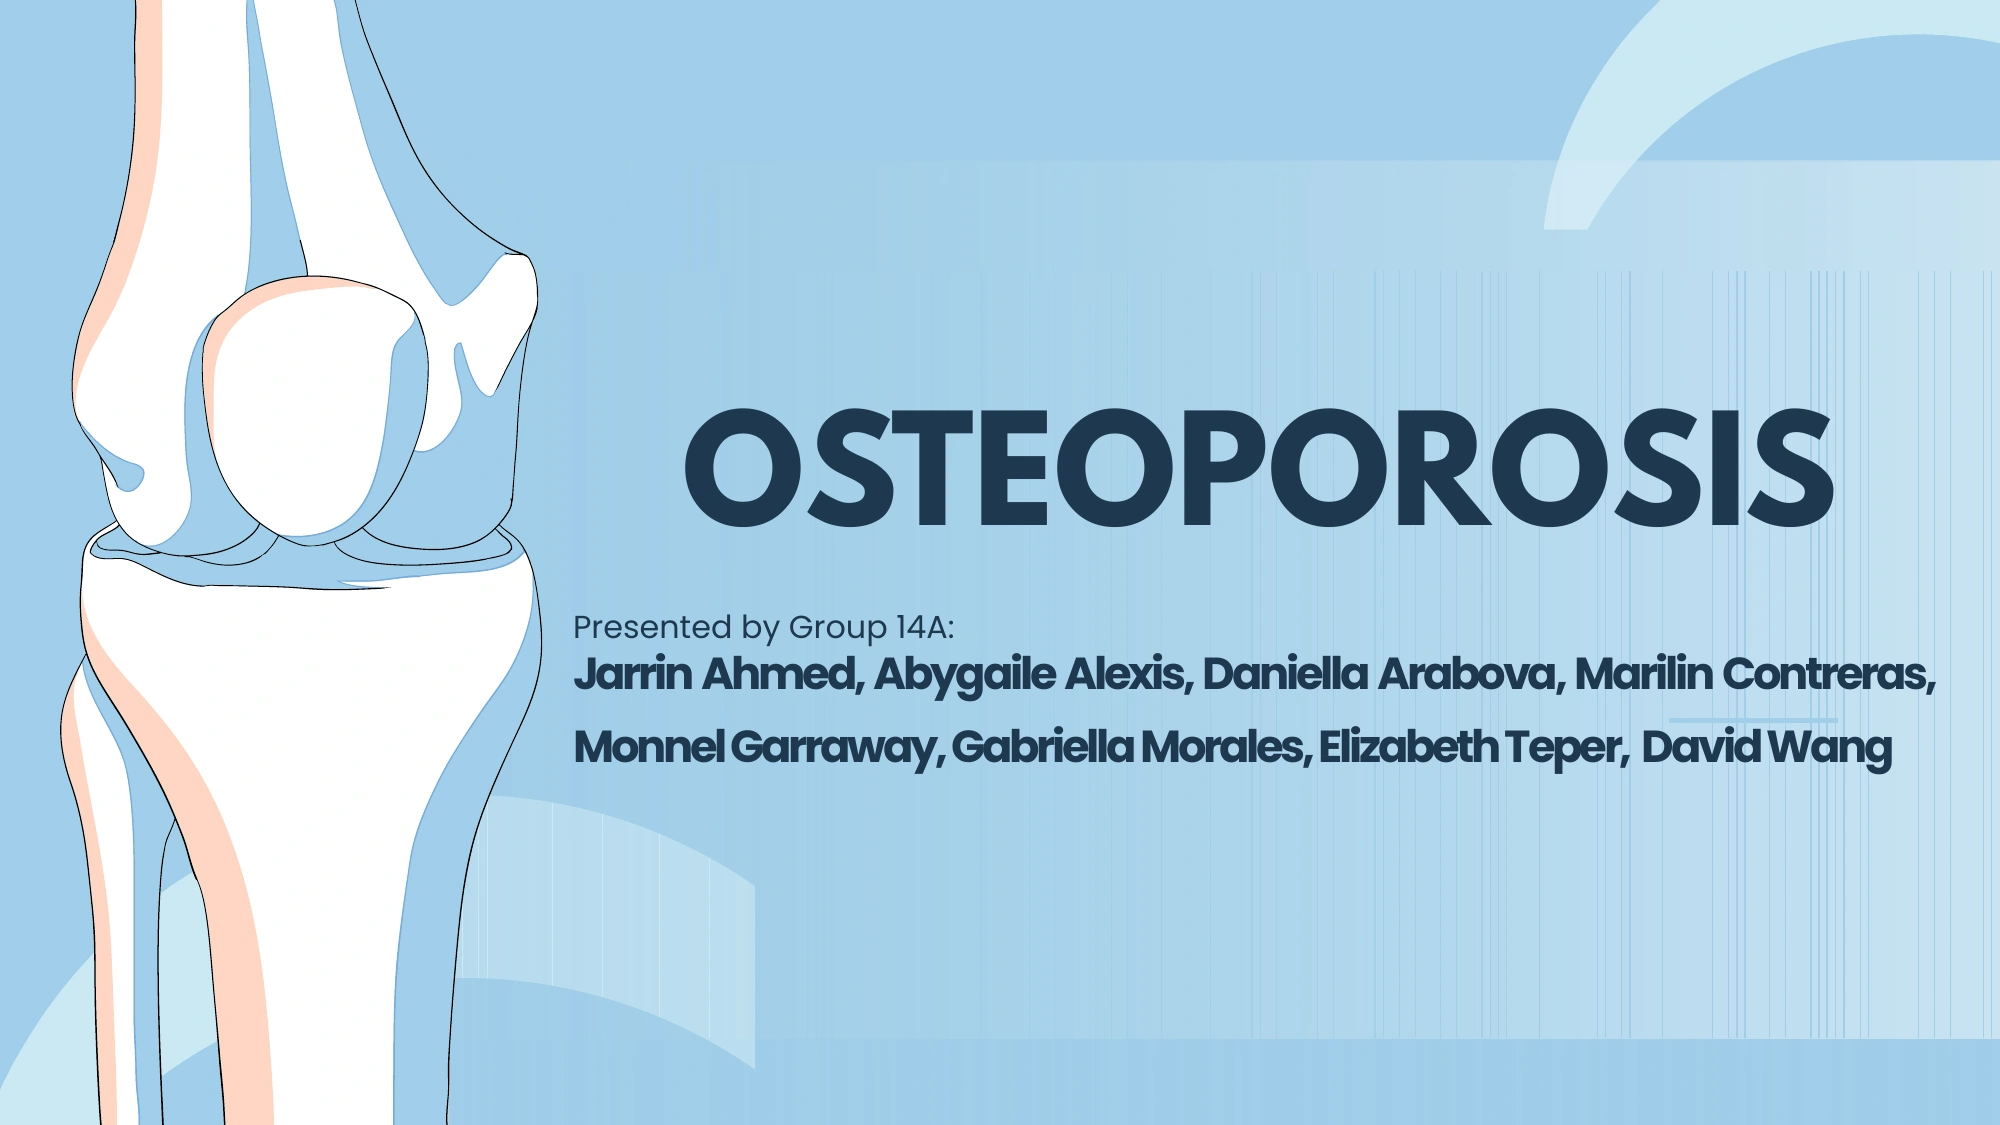 OSTEOPOROSIS
Presented by Group 14A:
Jarrin Ahmed, Abygaile Alexis, Daniella Arabova, Marilin Contreras,
Monnel Garraway, Gabriella Morales, Elizabeth Teper, David Wang